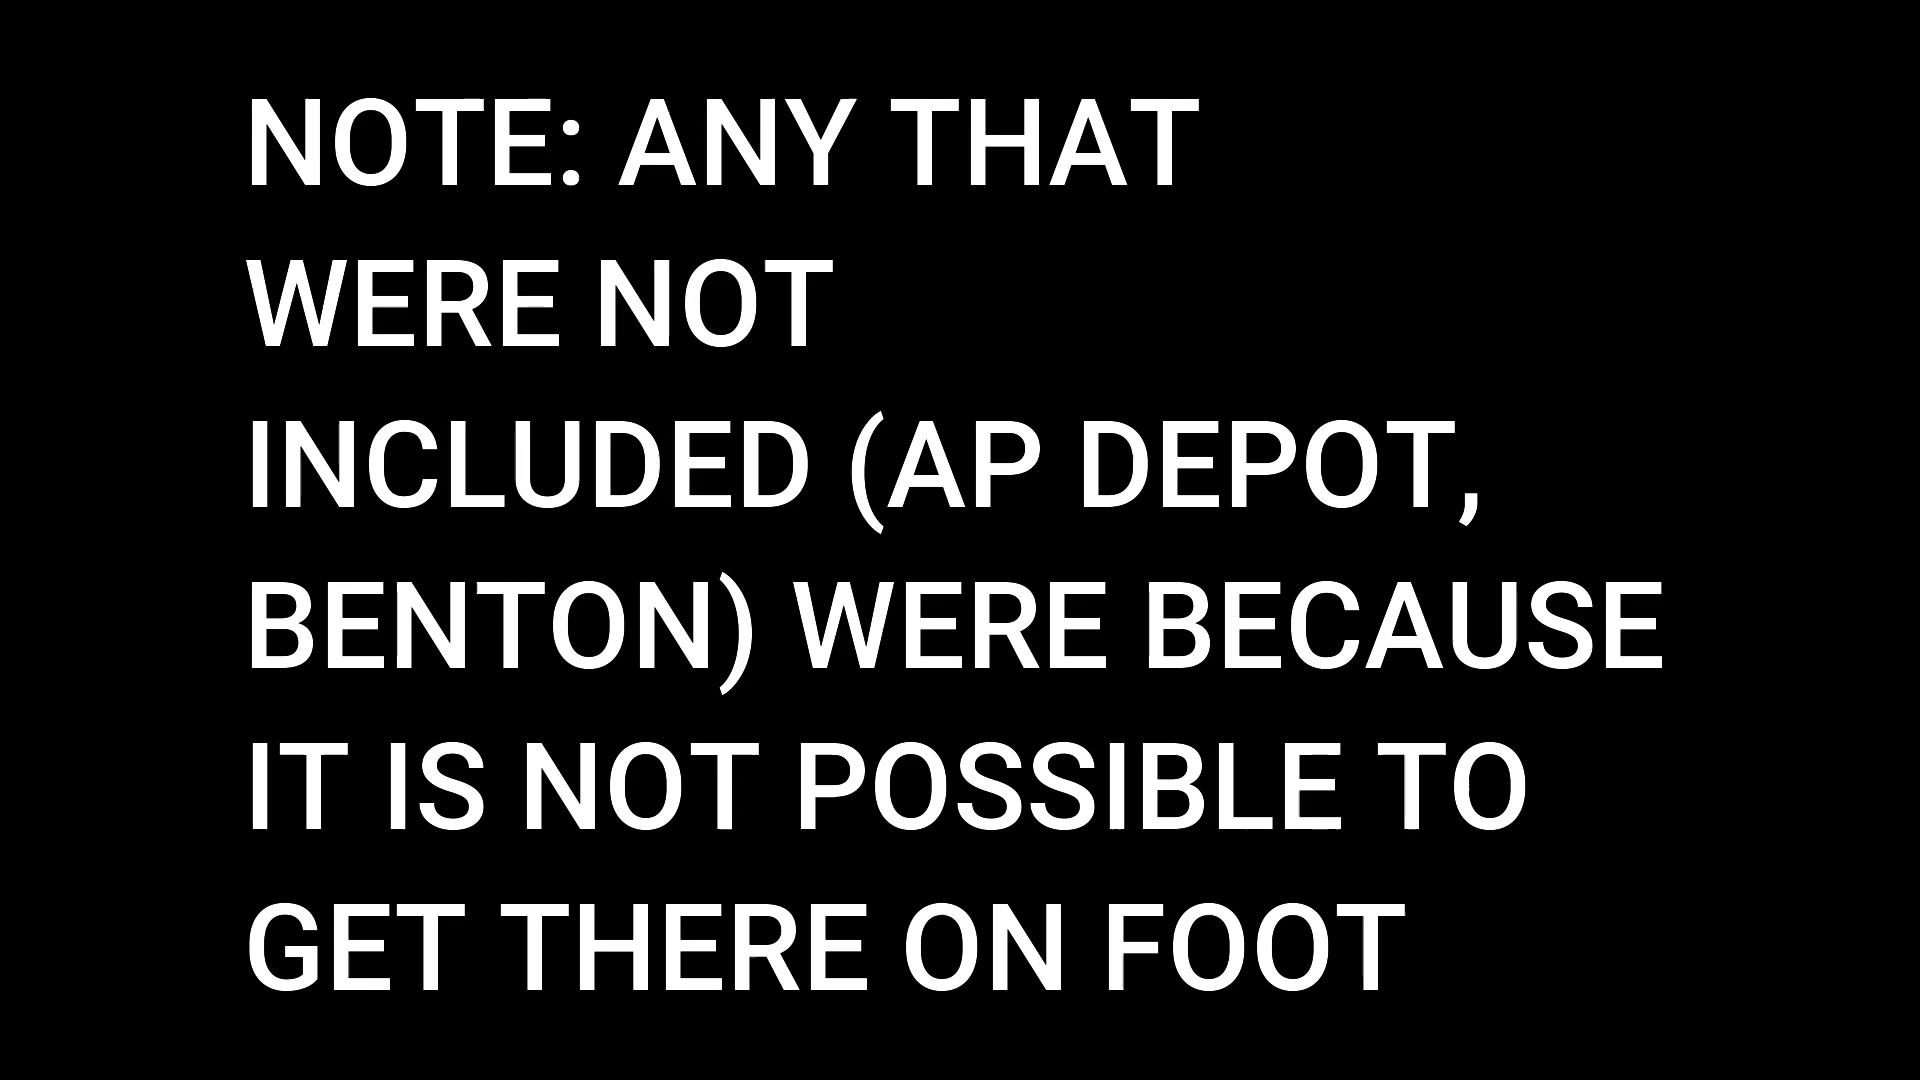 NOTE: ANY THAT
WERE NOT
INCLUDED (AP DEPOT,
BENTON) WERE BECAUSE
IT IS NOT POSSIBLE TO
GET THERE ON FOOT